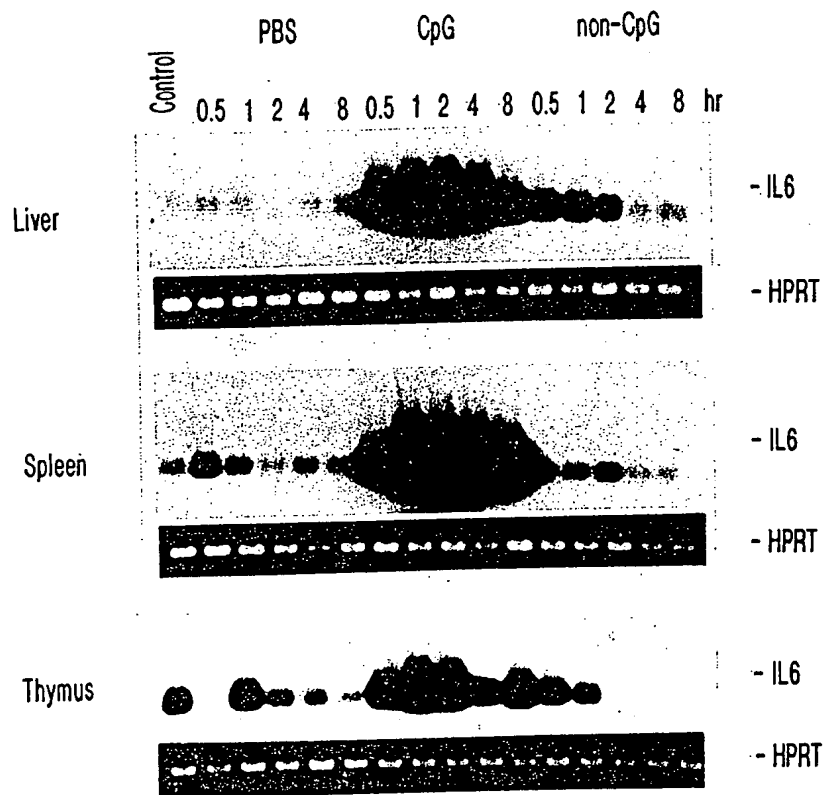 PBS CpG non-CpG
Control 0.5 1 2 4 8 0.5 1 2 4 8 0.5 1 2 4 8 hr
Liver - IL6
- HPRT
Spleen - IL6
- HPRT
Thymus - IL6
- HPRT